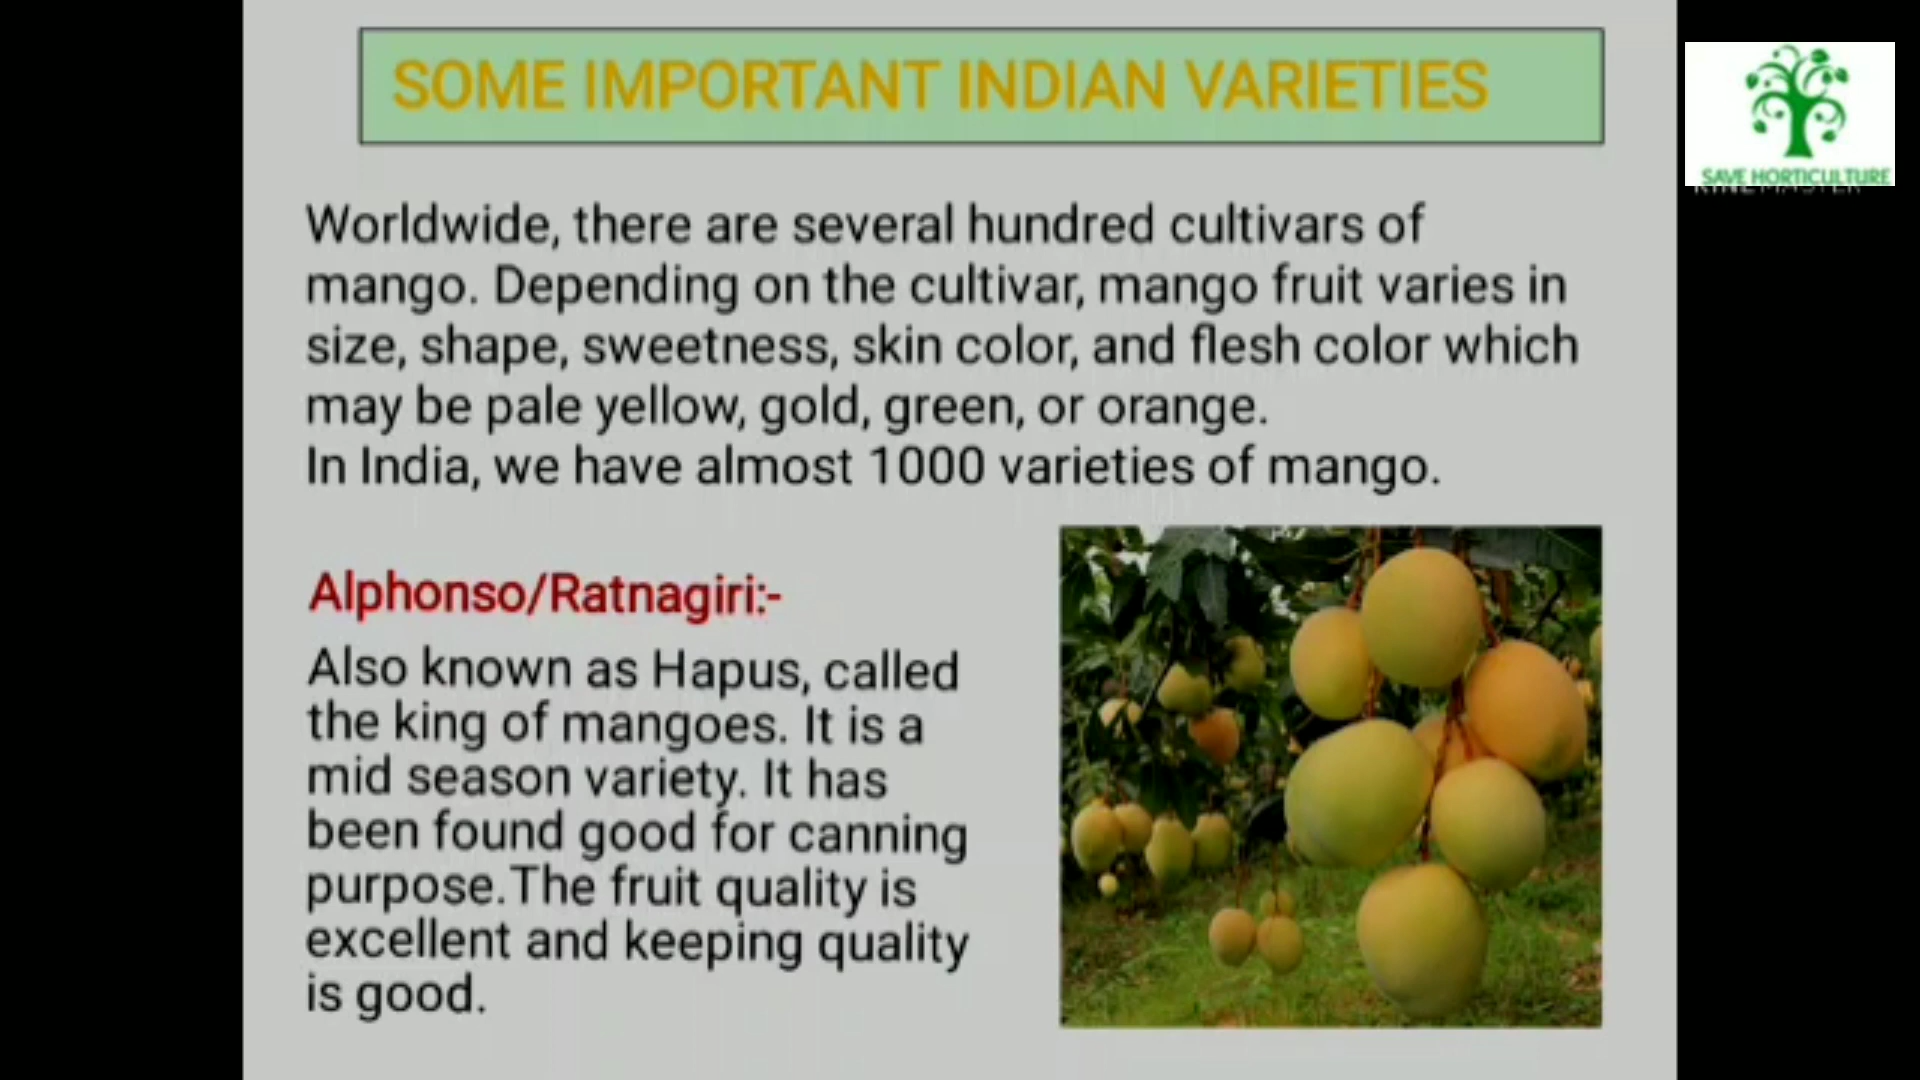 SOME IMPORTANT INDIAN VARIETIES
SAVE HORTICULTURE
Worldwide, there are several hundred cultivars of
mango. Depending on the cultivar, mango fruit varies in
size, shape, sweetness, skin color, and flesh color which
may be pale yellow, gold, green, or orange.
In India, we have almost 1000 varieties of mango.
Alphonso/Ratnagiri:-
Also known as Hapus, called
the king of mangoes. It is a
mid season variety. It has
been found good for canning
purpose.The fruit quality is
excellent and keeping quality
is good.